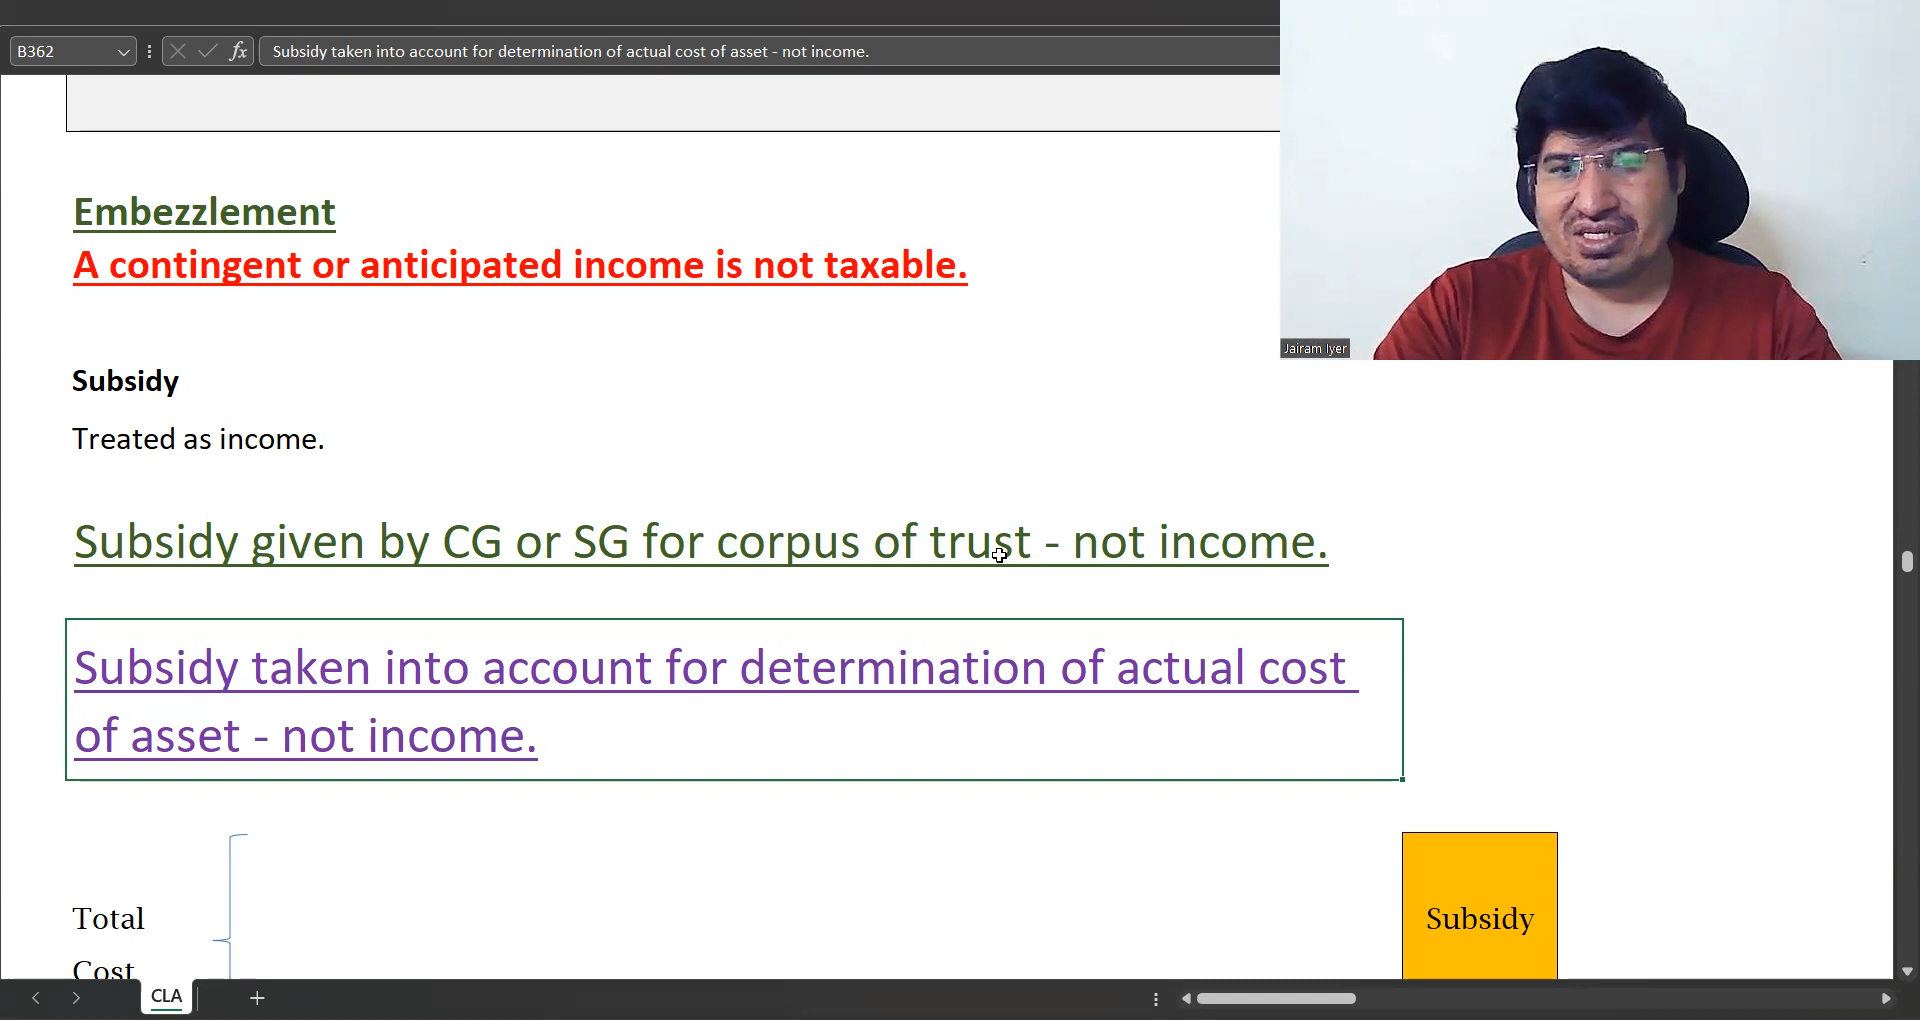 B362
fx
Subsidy taken into account for determination of actual cost of asset - not income.
Jairam Iyer
Embezzlement
A contingent or anticipated income is not taxable.
Subsidy
Treated as income.
Subsidy given by CG or SG for corpus of trust - not income.
Subsidy taken into account for determination of actual cost
of asset - not income.
Total
Cost
Subsidy
CLA